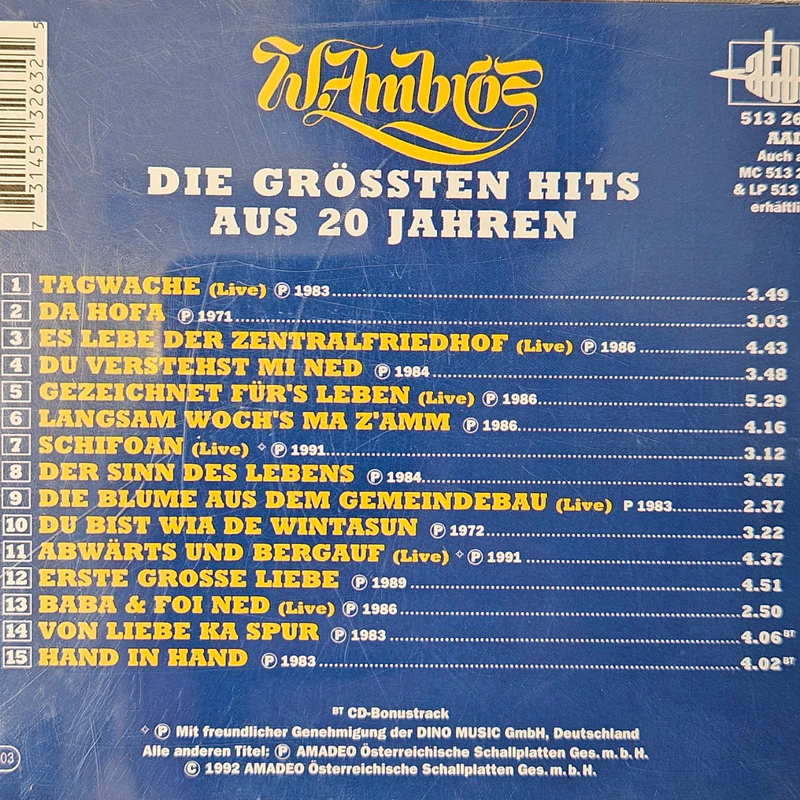 W. Ambros
DIE GRÖSSTEN HITS
AUS 20 JAHREN
7 31451 32632 5
513 26
Auch a
MC 513 2
& LP 513
erhältli
1 TAGWACHE (Live) Ⓟ 1983 3.49
2 DA HOFA Ⓟ 1971 3.03
3 ES LEBE DER ZENTRALFRIEDHOF (Live) Ⓟ 1986 4.43
4 DU VERSTEHST MI NED Ⓟ 1984 3.48
5 GEZEICHNET FÜR'S LEBEN (Live) Ⓟ 1986 5.29
6 LANGSAM WOCH'S MA Z'AMM Ⓟ 1986 4.16
7 SCHIFOAN (Live) ✧ Ⓟ 1991 3.12
8 DER SINN DES LEBENS Ⓟ 1984 3.47
9 DIE BLUME AUS DEM GEMEINDEBAU (Live) P 1983 2.37
10 DU BIST WIA DE WINTASUN Ⓟ 1972 3.22
11 ABWÄRTS UND BERGAUF (Live) ✧ Ⓟ 1991 4.37
12 ERSTE GROSSE LIEBE Ⓟ 1989 4.51
13 BABA & FOI NED (Live) Ⓟ 1986 2.50
14 VON LIEBE KA SPUR Ⓟ 1983 4.06 BT
15 HAND IN HAND Ⓟ 1983 4.02 BT
BT CD-Bonustrack
✧ Ⓟ Mit freundlicher Genehmigung der DINO MUSIC GmbH, Deutschland
Alle anderen Titel: Ⓟ AMADEO Österreichische Schallplatten Ges. m. b. H.
© 1992 AMADEO Österreichische Schallplatten Ges. m. b. H.
03